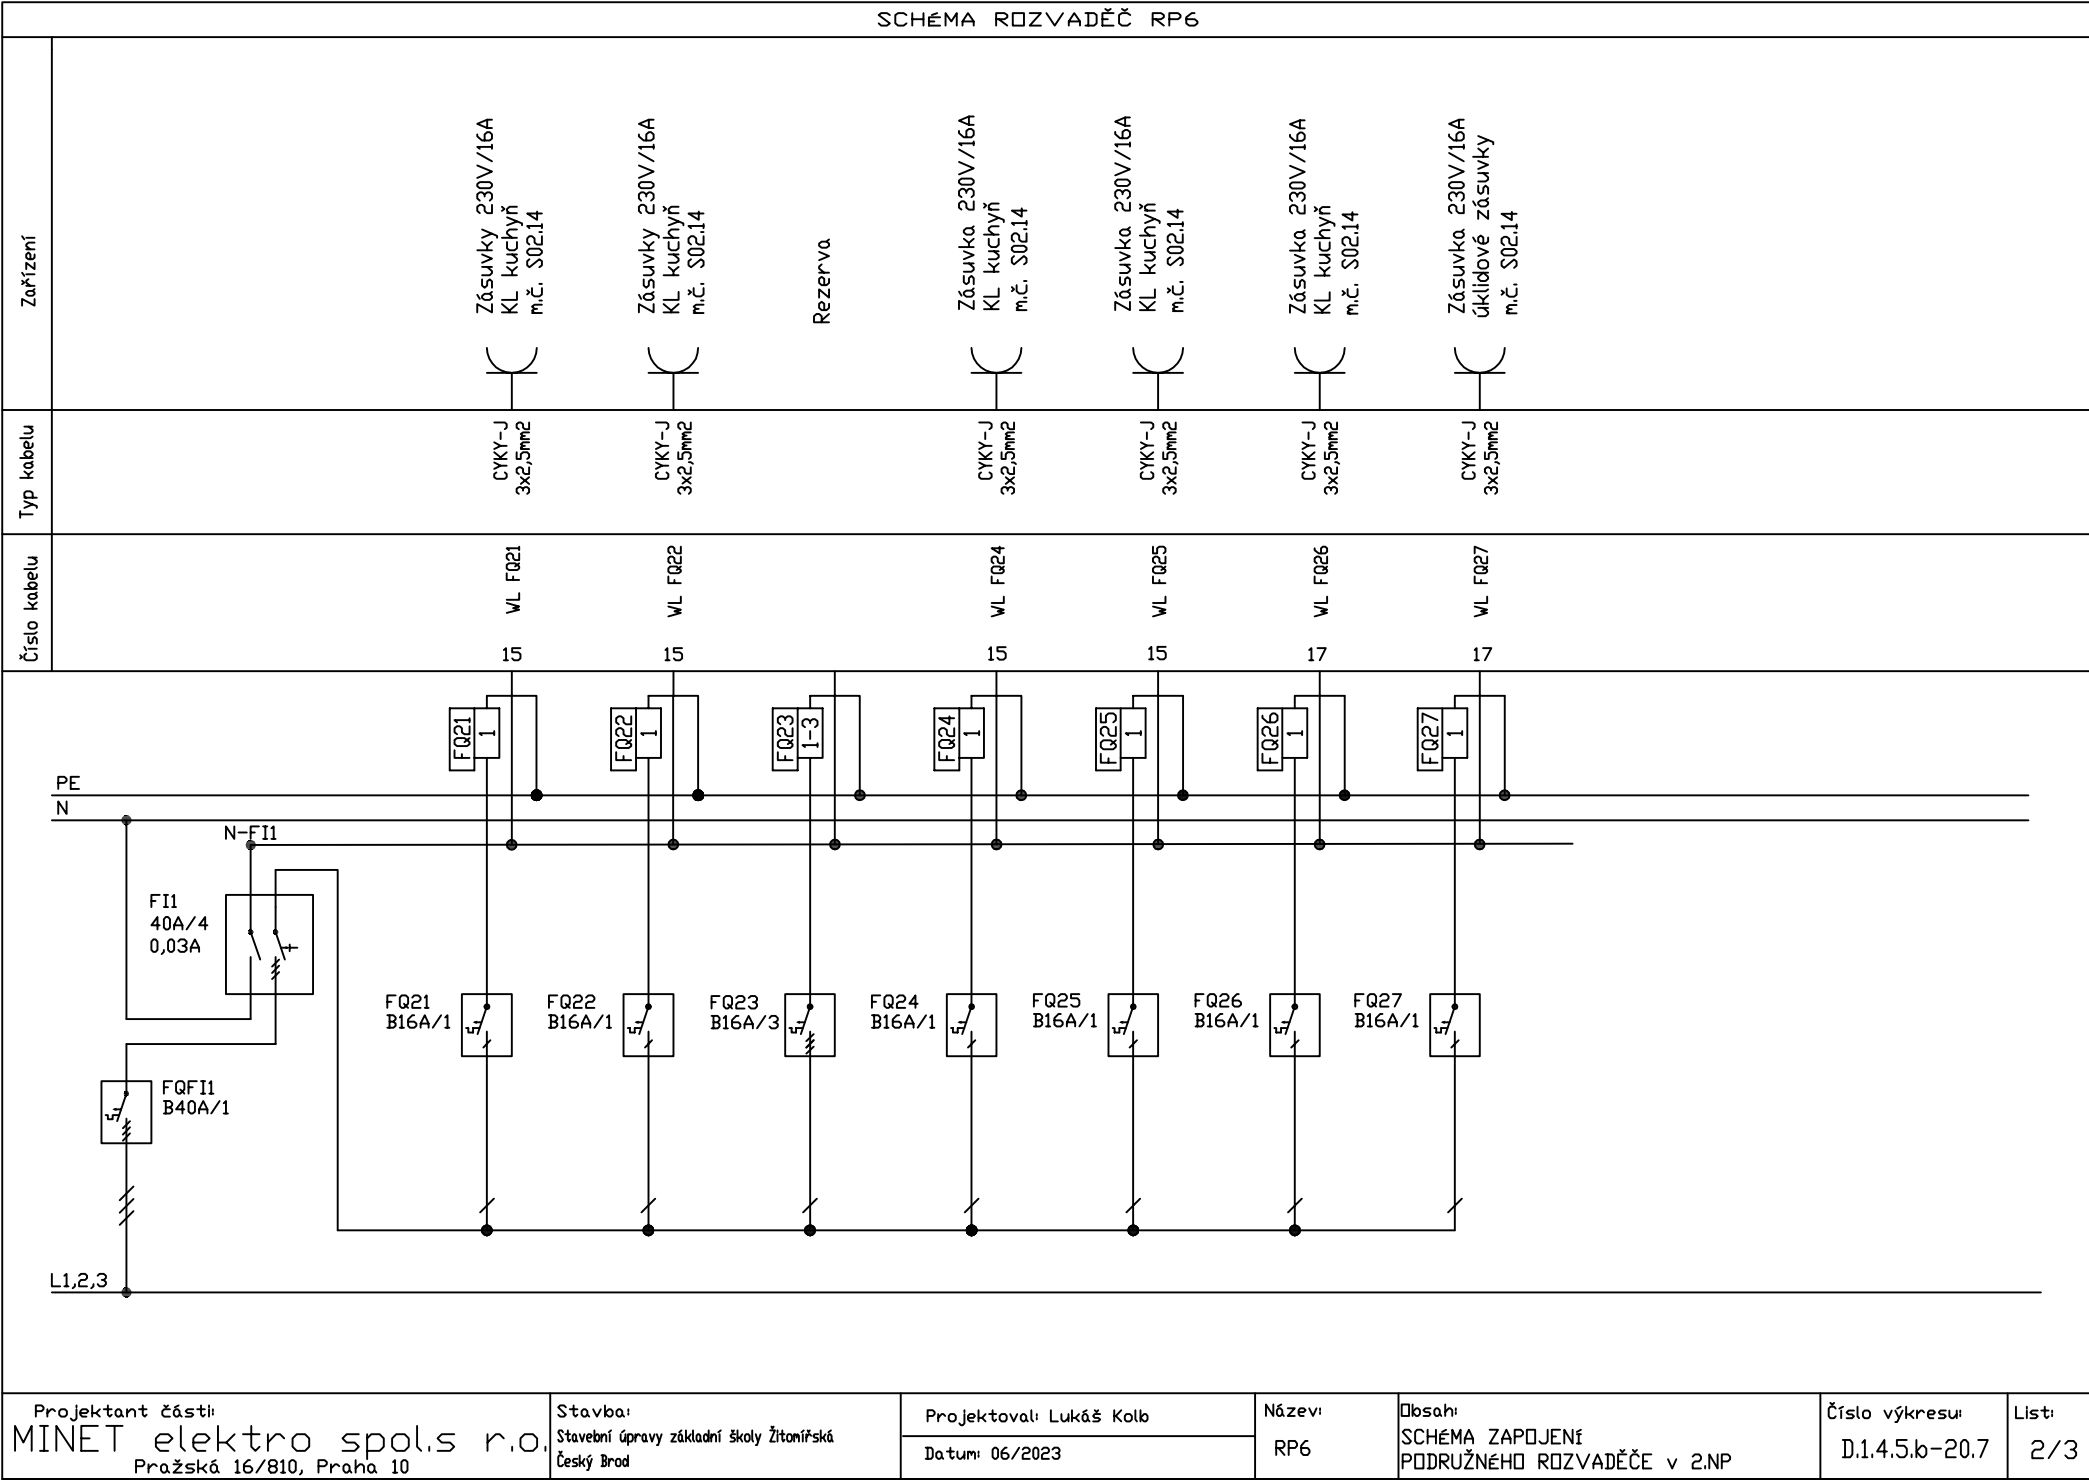 SCHéMA ROZVADĚČ RP6
Zařízení
Zásuvky 230V/16A
KL kuchyň
m.č. S02.14
Zásuvky 230V/16A
KL kuchyň
m.č. S02.14
Rezerva
Zásuvka 230V/16A
KL kuchyň
m.č. S02.14
Zásuvka 230V/16A
KL kuchyň
m.č. S02.14
Zásuvka 230V/16A
KL kuchyň
m.č. S02.14
Zásuvka 230V/16A
úklidové zásuvky
m.č. S02.14
Typ kabelu
CYKY-J
3x2,5mm2
CYKY-J
3x2,5mm2
CYKY-J
3x2,5mm2
CYKY-J
3x2,5mm2
CYKY-J
3x2,5mm2
CYKY-J
3x2,5mm2
Číslo kabelu
WL FQ21
WL FQ22
WL FQ24
WL FQ25
WL FQ26
WL FQ27
15
15
15
15
17
17
FQ21
1
FQ22
1
FQ23
1-3
FQ24
1
FQ25
1
FQ26
1
FQ27
1
PE
N
N-FI1
FI1
40A/4
0,03A
FQ21
B16A/1
FQ22
B16A/1
FQ23
B16A/3
FQ24
B16A/1
FQ25
B16A/1
FQ26
B16A/1
FQ27
B16A/1
FQFI1
B40A/1
L1,2,3
Projektant části:
MINET elektro spol.s r.o.
Pražská 16/810, Praha 10
Stavba:
Stavební úpravy základní školy Žitomířská
Český Brod
Projektoval: Lukáš Kolb
Datum: 06/2023
Název:
RP6
Obsah:
SCHéMA ZAPOJENí
PODRUŽNéHO ROZVADĚČE v 2.NP
Číslo výkresu:
D.1.4.5.b-20.7
List:
2/3